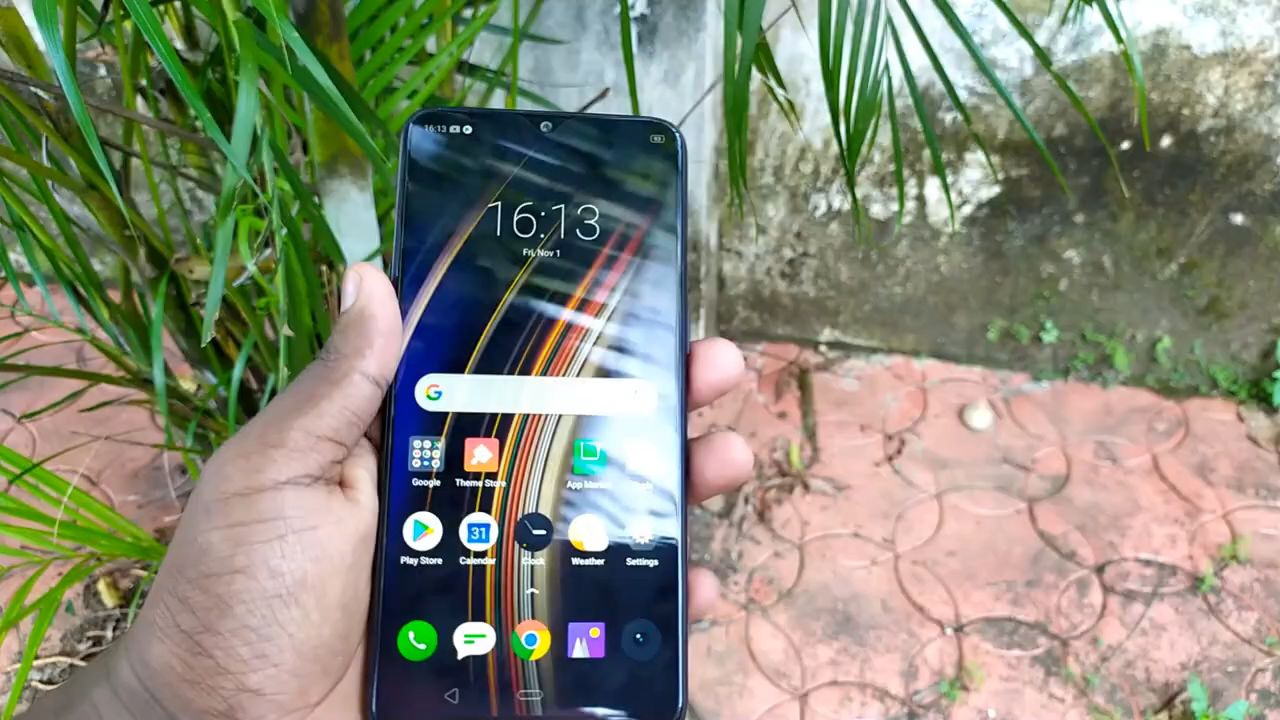 16:13
93
16:13
Fri, Nov 1
G
Google
Theme Store
App Market
Play Store
31
Calendar
Clock
Weather
Settings